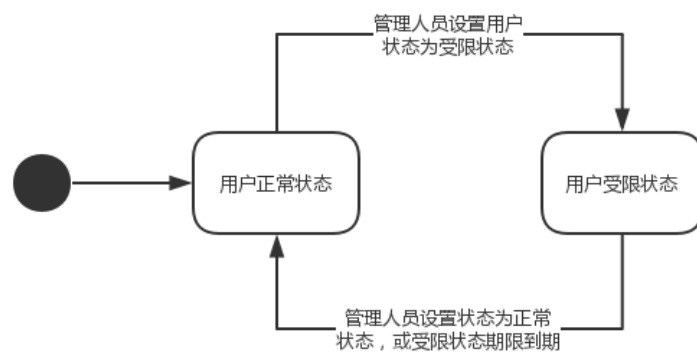 管理人员设置用户
状态为受限状态
用户正常状态
用户受限状态
管理人员设置状态为正常
状态，或受限状态期限到期